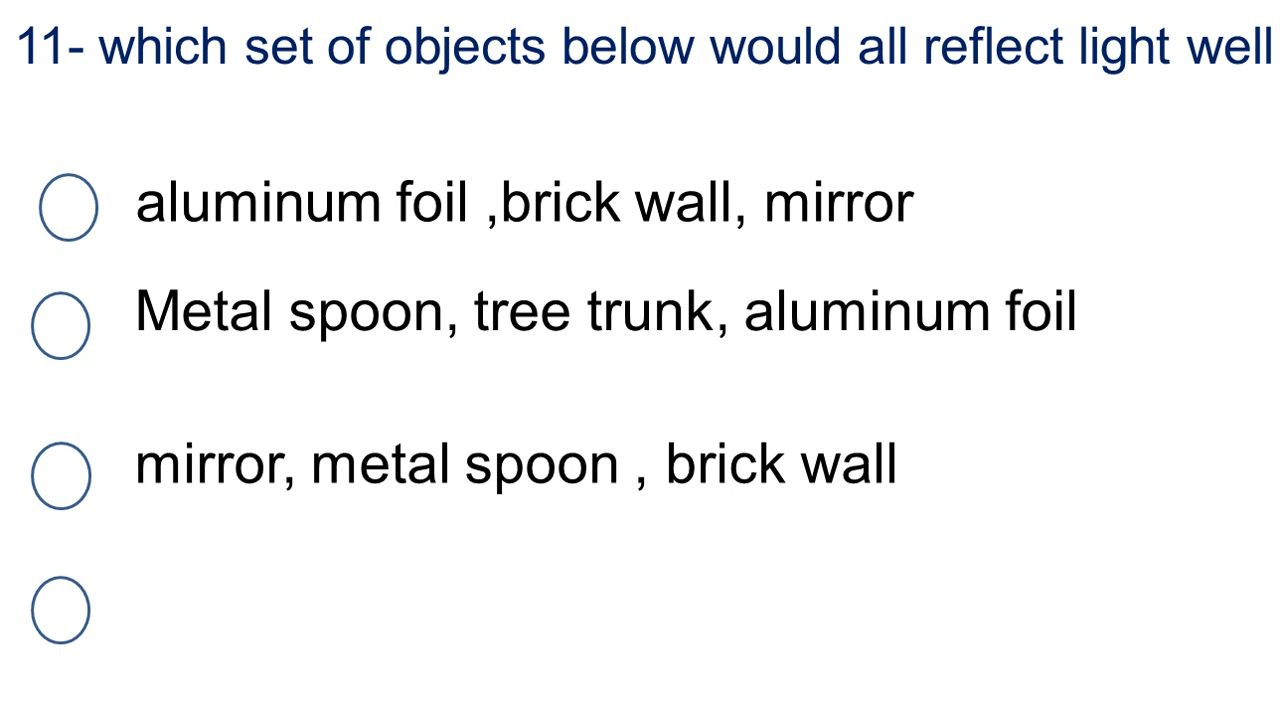 11- which set of objects below would all reflect light well
aluminum foil ,brick wall, mirror
Metal spoon, tree trunk, aluminum foil
mirror, metal spoon , brick wall